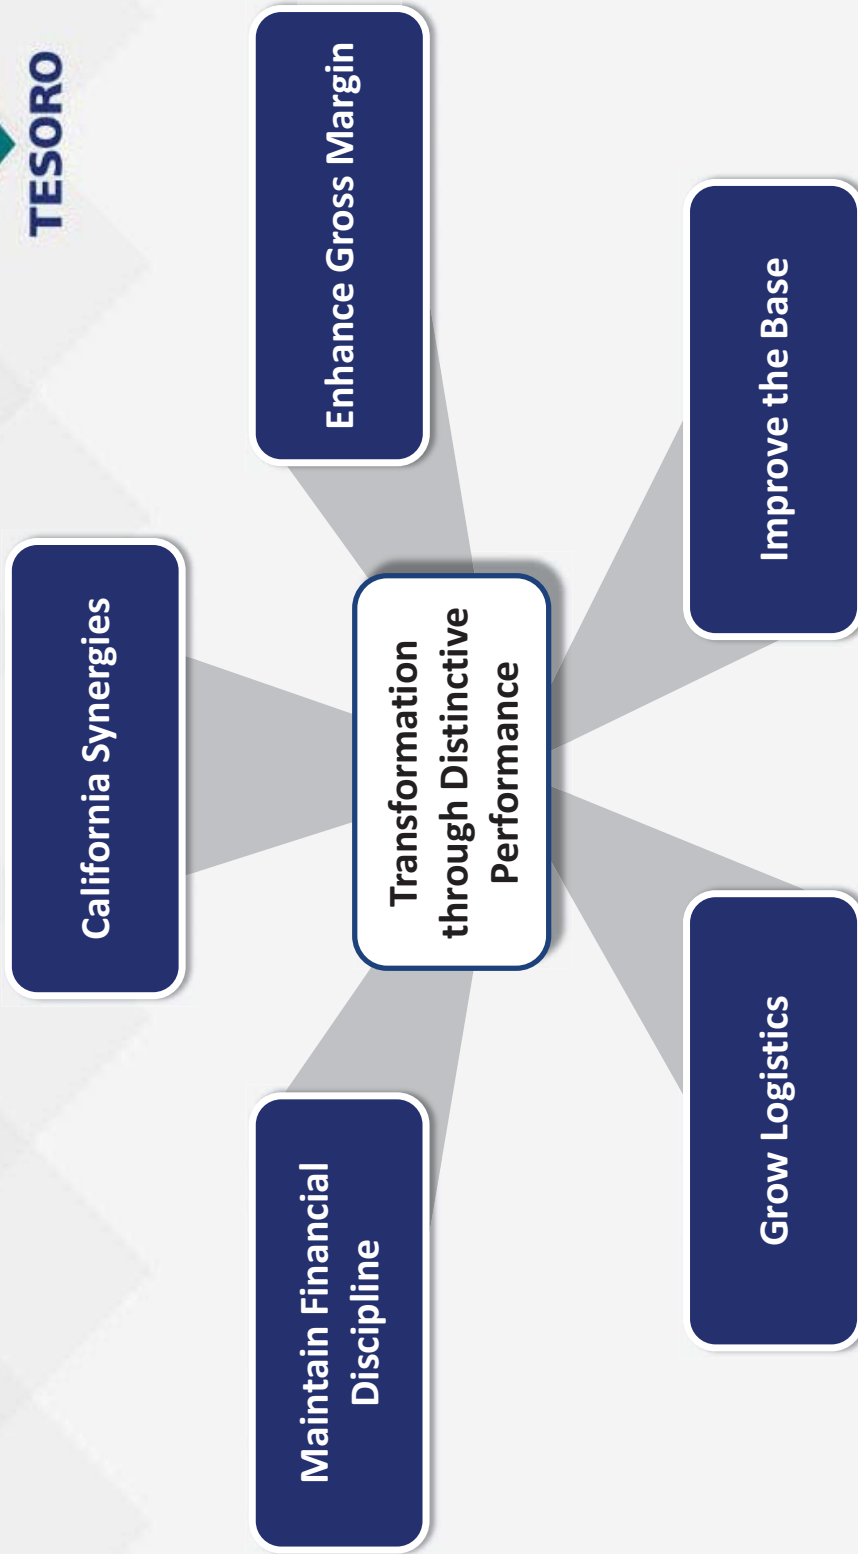 TESORO
California Synergies
Maintain Financial
Discipline
Enhance Gross Margin
Transformation
through Distinctive
Performance
Grow Logistics
Improve the Base